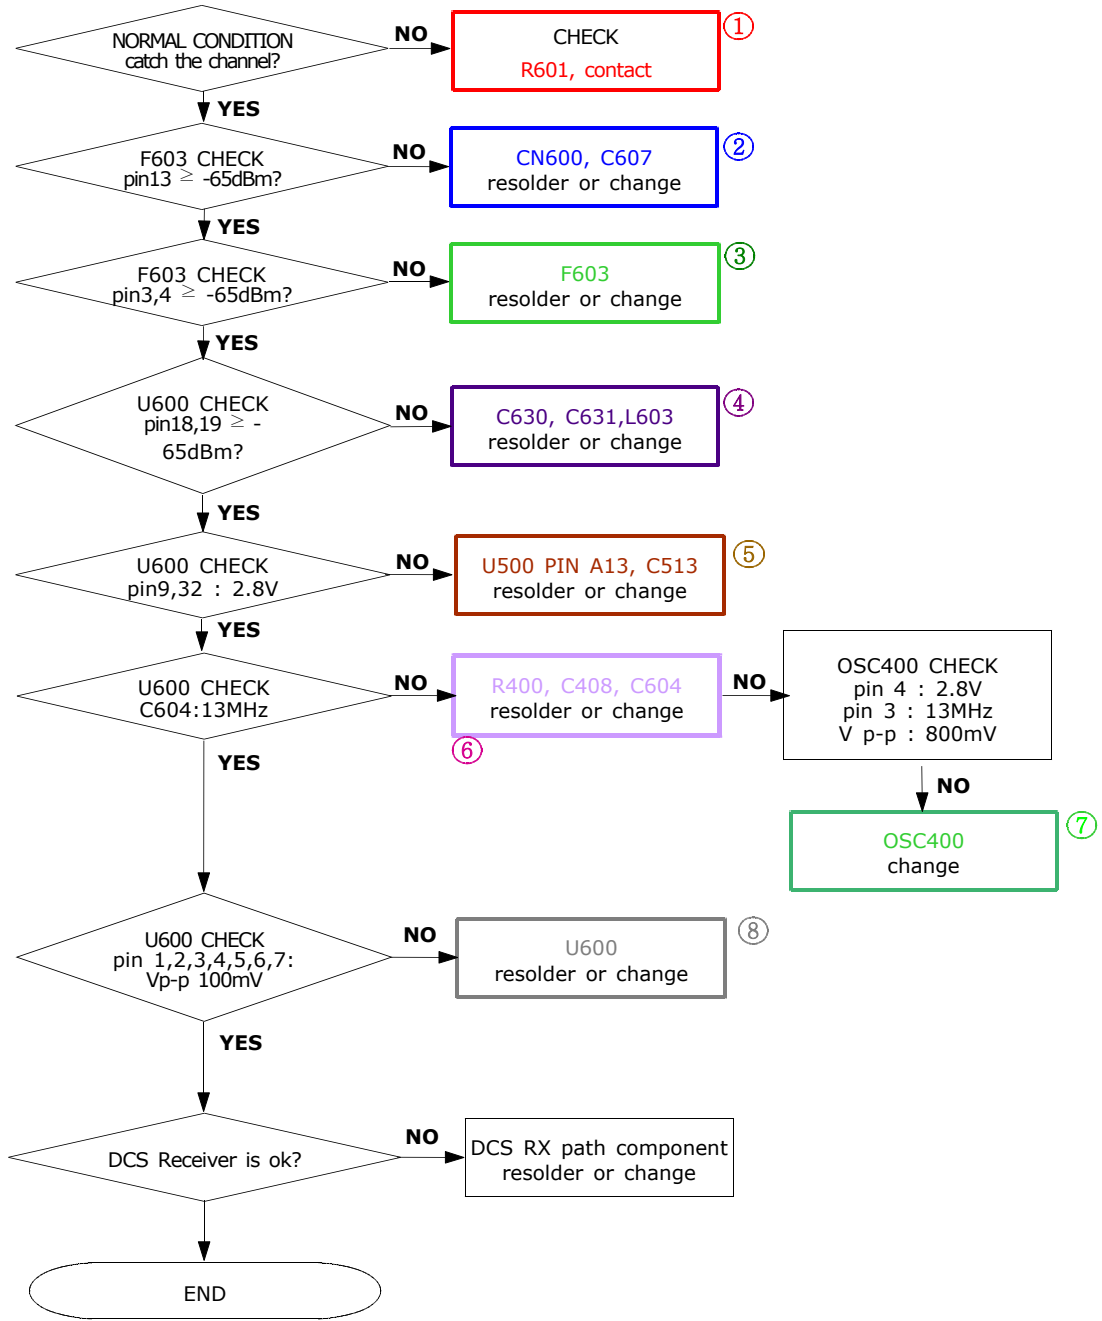 NORMAL CONDITION
catch the channel?
NO
CHECK
R601, contact
①
YES
F603 CHECK
pin13 ≥ -65dBm?
NO
CN600, C607
resolder or change
②
YES
F603 CHECK
pin3,4 ≥ -65dBm?
NO
F603
resolder or change
③
YES
U600 CHECK
pin18,19 ≥ -
65dBm?
NO
C630, C631,L603
resolder or change
④
YES
U600 CHECK
pin9,32 : 2.8V
NO
U500 PIN A13, C513
resolder or change
⑤
YES
U600 CHECK
C604:13MHz
NO
R400, C408, C604
resolder or change
⑥
NO
OSC400 CHECK
pin 4 : 2.8V
pin 3 : 13MHz
V p-p : 800mV
NO
OSC400
change
⑦
YES
U600 CHECK
pin 1,2,3,4,5,6,7:
Vp-p 100mV
NO
U600
resolder or change
⑧
YES
DCS Receiver is ok?
NO
DCS RX path component
resolder or change
END